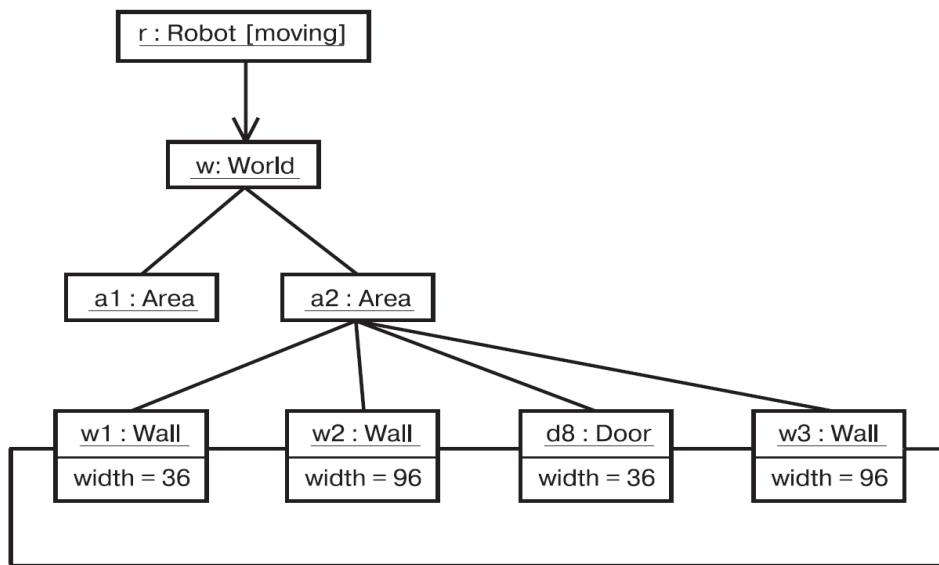 r : Robot [moving]
w: World
a1 : Area
a2 : Area
w1 : Wall
width = 36
w2 : Wall
width = 96
d8 : Door
width = 36
w3 : Wall
width = 96